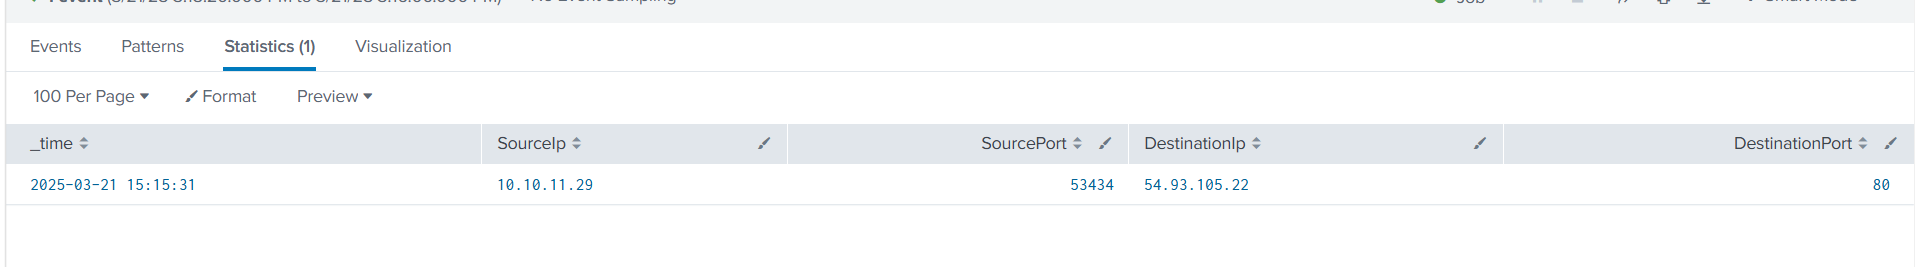 Events Patterns Statistics (1) Visualization
100 Per Page Format Preview
_time SourceIp SourcePort DestinationIp DestinationPort
2025-03-21 15:15:31 10.10.11.29 53434 54.93.105.22 80